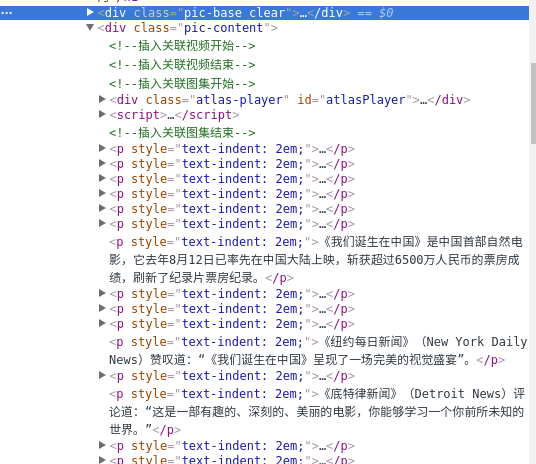 <div class="pic-base clear">…</div> == $0
<div class="pic-content">
<!--插入关联视频开始-->
<!--插入关联视频结束-->
<!--插入关联图集开始-->
<div class="atlas-player" id="atlasPlayer">…</div>
<script>…</script>
<!--插入关联图集结束-->
<p style="text-indent: 2em;">…</p>
<p style="text-indent: 2em;">…</p>
<p style="text-indent: 2em;">…</p>
<p style="text-indent: 2em;">…</p>
<p style="text-indent: 2em;">…</p>
<p style="text-indent: 2em;">…</p>
<p style="text-indent: 2em;">《我们诞生在中国》是中国首部自然电
影，它去年8月12日已率先在中国大陆上映，斩获超过6500万人民币的票房成
绩，刷新了纪录片票房纪录。</p>
<p style="text-indent: 2em;">…</p>
<p style="text-indent: 2em;">…</p>
<p style="text-indent: 2em;">…</p>
<p style="text-indent: 2em;">《纽约每日新闻》（New York Daily
News）赞叹道：“《我们诞生在中国》呈现了一场完美的视觉盛宴”。</p>
<p style="text-indent: 2em;">…</p>
<p style="text-indent: 2em;">《底特律新闻》（Detroit News）评
论道：“这是一部有趣的、深刻的、美丽的电影，你能够学习一个你前所未知的
世界。”</p>
<p style="text-indent: 2em;">…</p>
<p style="text-indent: 2em;">…</p>